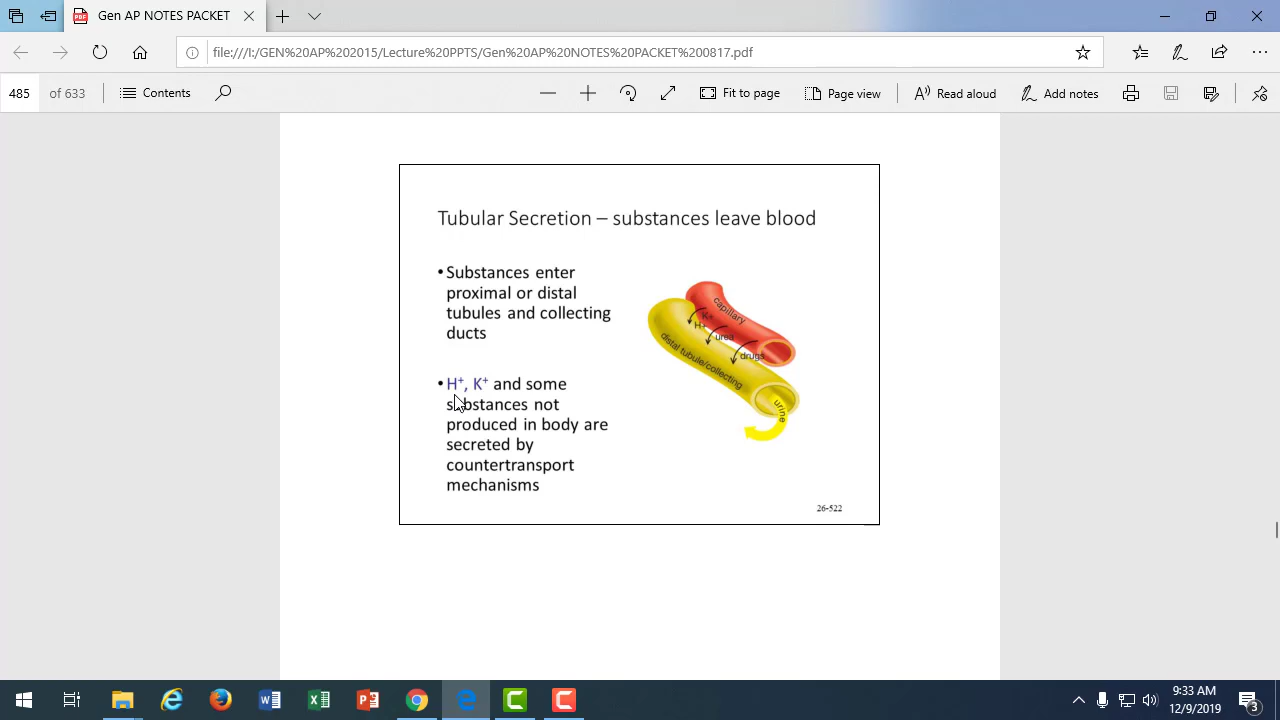 Gen AP NOTES PACKET
PDF
file:///I:/GEN%20AP%202015/Lecture%20PPTS/Gen%20AP%20NOTES%20PACKET%200817.pdf
485 of 633 Contents Fit to page Page view Read aloud Add notes
Tubular Secretion – substances leave blood
• Substances enter
proximal or distal
tubules and collecting
ducts
• H+, K+ and some
substances not
produced in body are
secreted by
countertransport
mechanisms
capillary
K+
H+
urea
drugs
distal tubule/collecting
urine
26-522
9:33 AM
12/9/2019
3